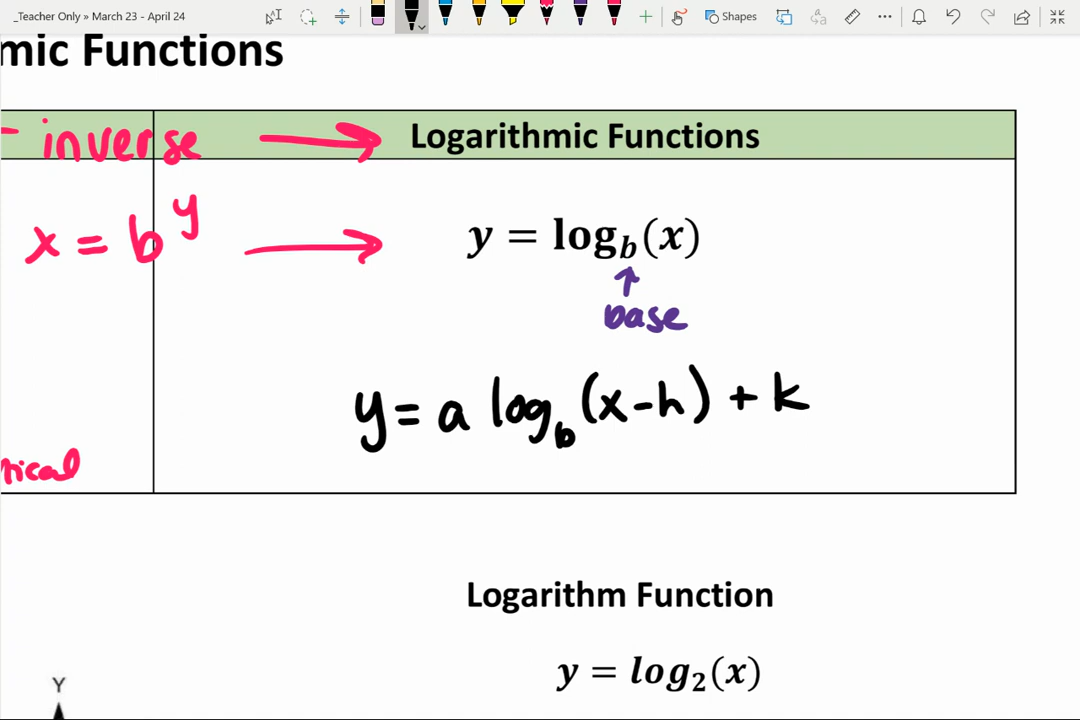 _Teacher Only » March 23 - April 24
Shapes
mic Functions
inverse → Logarithmic Functions
x = b^y → y = log_b(x)
↑
base
y = a log_b (x-h) + k
tical
Logarithm Function
y = log_2(x)
Y